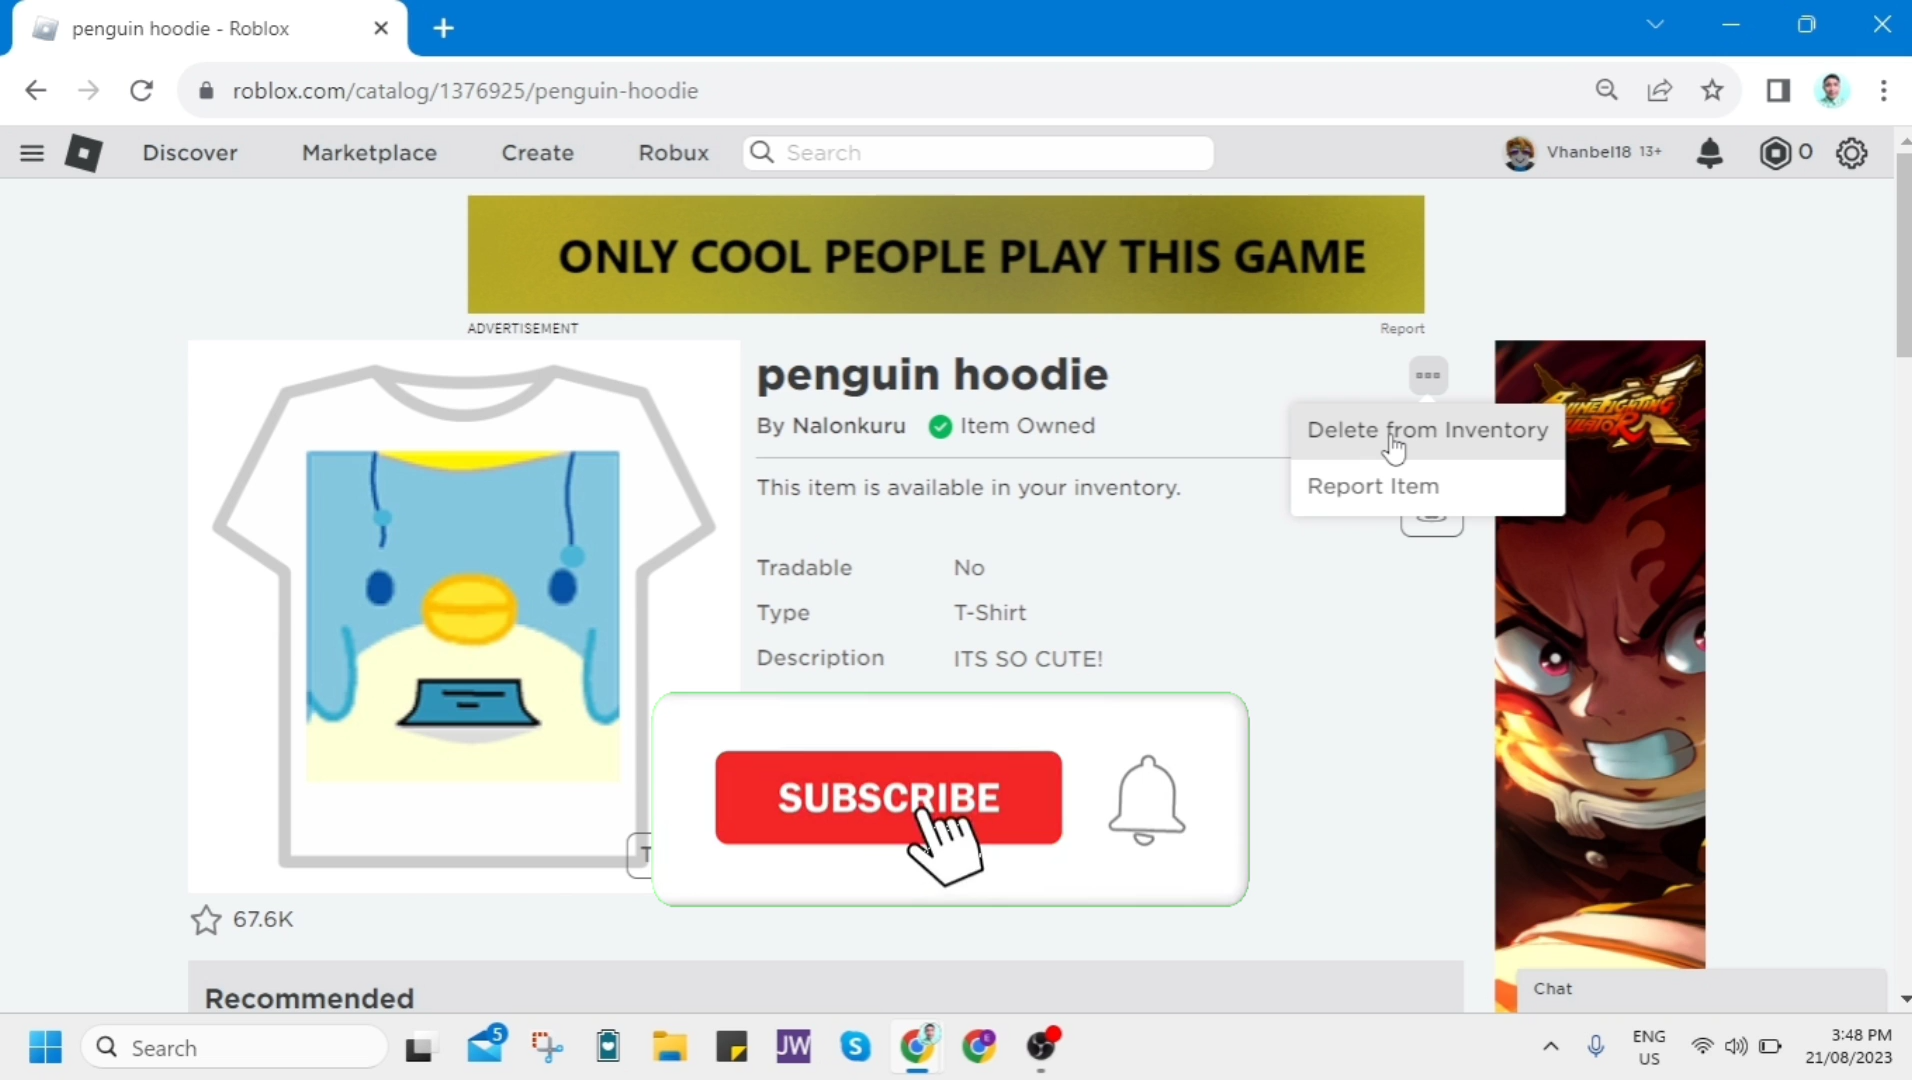 penguin hoodie - Roblox
roblox.com/catalog/1376925/penguin-hoodie
Discover
Marketplace
Create
Robux
Search
Vhanbel18 13+
0
ONLY COOL PEOPLE PLAY THIS GAME
ADVERTISEMENT
Report
penguin hoodie
By Nalonkuru
Item Owned
Delete from Inventory
This item is available in your inventory.
Report Item
Tradable
No
Type
T-Shirt
Description
ITS SO CUTE!
SUBSCRIBE
T
67.6K
Recommended
Chat
5
Search
JW
S
E
ENG
US
3:48 PM
21/08/2023